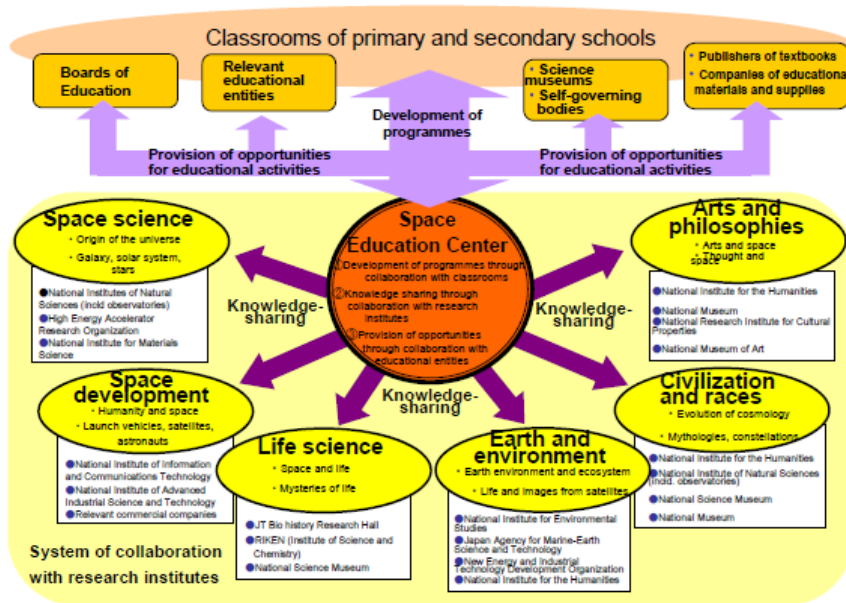 Classrooms of primary and secondary schools
Boards of
Education
Relevant
educational
entities
Development of
programmes
• Science
museums
• Self-governing
bodies
• Publishers of textbooks
• Companies of educational
materials and supplies
Provision of opportunities
for educational activities
Provision of opportunities
for educational activities
Space science
・ Origin of the universe
・ Galaxy, solar system,
stars
●National Institutes of Natural
Sciences (incld observatories)
●High Energy Accelerator
Research Organization
●National Institute for Materials
Science
Knowledge-
sharing
Space
Education Center
①Development of programmes through
collaboration with classrooms
②Knowledge sharing through
collaboration with research
institutes
③Provision of opportunities
through collaboration with
educational entities
Knowledge-
sharing
Arts and
philosophies
・ Arts and space
・ Thought and
space
●National Institute for the Humanities
●National Museum
●National Research Institute for Cultural
Properties
●National Museum of Art
Space
development
・ Humanity and space
・ Launch vehicles, satellites,
astronauts
●National Institute of Information
and Communications Technology
●National Institute of Advanced
Industrial Science and Technology
●Relevant commercial companies
Knowledge-
sharing
Life science
・ Space and life
・ Mysteries of life
●JT Bio history Research Hall
●RIKEN (Institute of Science and
Chemistry)
●National Science Museum
Earth and
environment
・ Earth environment and ecosystem
・ Life and images from satellites
●National Institute for Environmental
Studies
●Japan Agency for Marine-Earth
Science and Technology
●New Energy and Industrial
Technology Development Organization
●National Institute for the Humanities
Civilization
and races
・ Evolution of cosmology
・ Mythologies, constellations
●National Institute for the Humanities
●National Institute of Natural Sciences
(incld. observatories)
●National Science Museum
●National Museum
System of collaboration
with research institutes